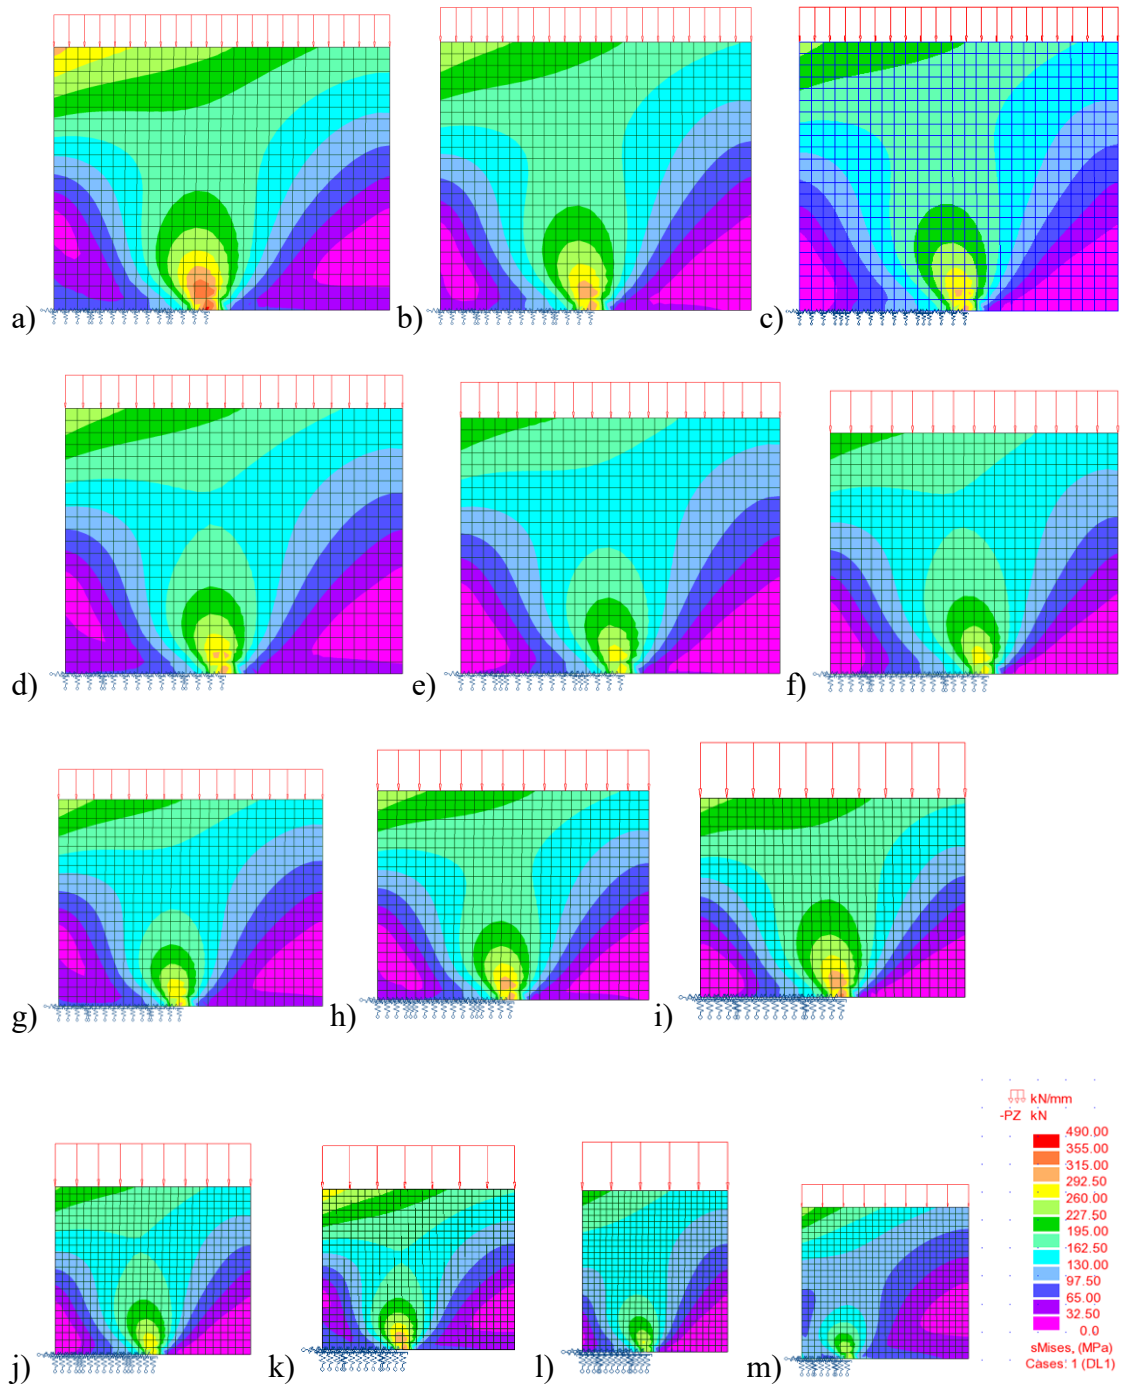 a)
b)
c)
d)
e)
f)
g)
h)
i)
j)
k)
l)
m)
kN/mm
-PZ kN
490.00
355.00
315.00
292.50
260.00
227.50
195.00
162.50
130.00
97.50
65.00
32.50
0.0
sMises, (MPa)
Cases: 1 (DL1)